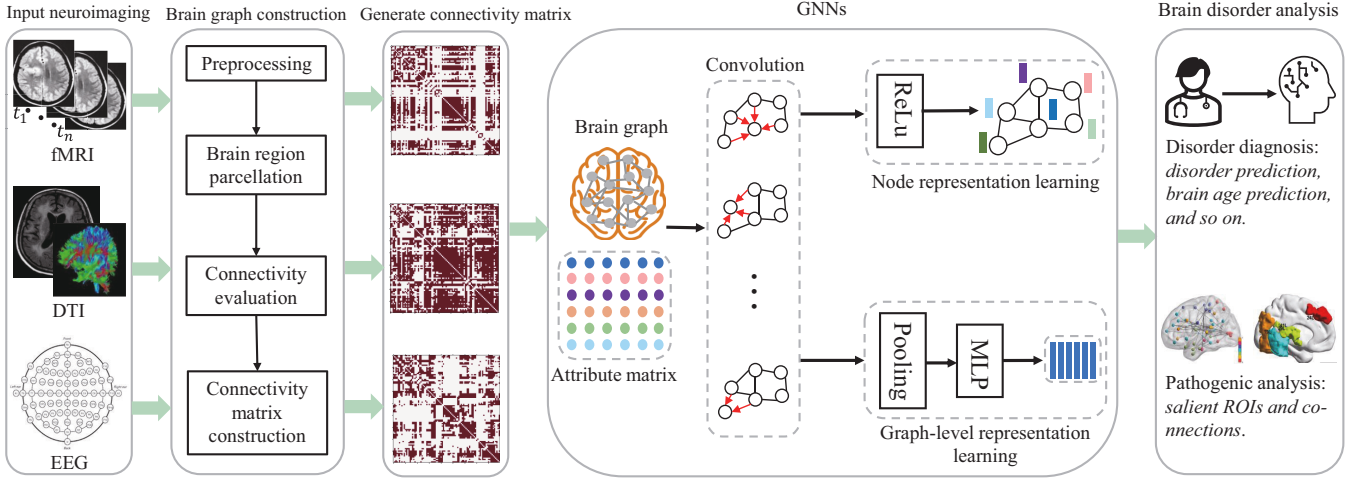 Input neuroimaging
t1
tn
fMRI
DTI
EEG
Brain graph construction
Preprocessing
Brain region
parcellation
Connectivity
evaluation
Connectivity
matrix
construction
Generate connectivity matrix
GNNs
Brain graph
Attribute matrix
Convolution
ReLu
Node representation learning
Pooling
MLP
Graph-level representation
learning
Brain disorder analysis
Disorder diagnosis:
disorder prediction,
brain age prediction,
and so on.
Pathogenic analysis:
salient ROIs and co-
nnections.